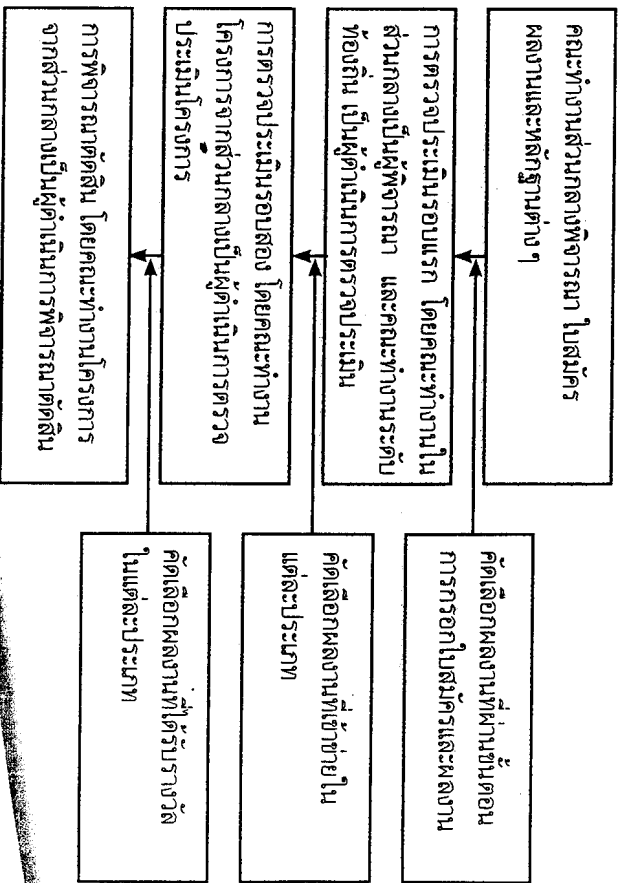 คณะทำงานส่วนกลางพิจารณา ใบสมัคร
ผลงานและหลักฐานต่างๆ
คัดเลือกผลงานที่ผ่านขั้นตอน
การกรอกใบสมัครและผลงาน
การตรวจประเมินรอบแรก โดยคณะทำงานใน
ส่วนกลางเป็นผู้พิจารณา และคณะทำงานระดับ
ท้องถิ่น เป็นผู้ดำเนินการตรวจประเมิน
คัดเลือกผลงานที่เข้าข่ายใน
แต่ละประเภท
การตรวจประเมินรอบสอง โดยคณะทำงาน
โครงการจากส่วนกลางเป็นผู้ดำเนินการตรวจ
ประเมินโครงการ
คัดเลือกผลงานที่ได้รับรางวัล
ในแต่ละประเภท
การพิจารณาตัดสิน โดยคณะทำงานโครงการ
จากส่วนกลางเป็นผู้ดำเนินการพิจารณาตัดสิน